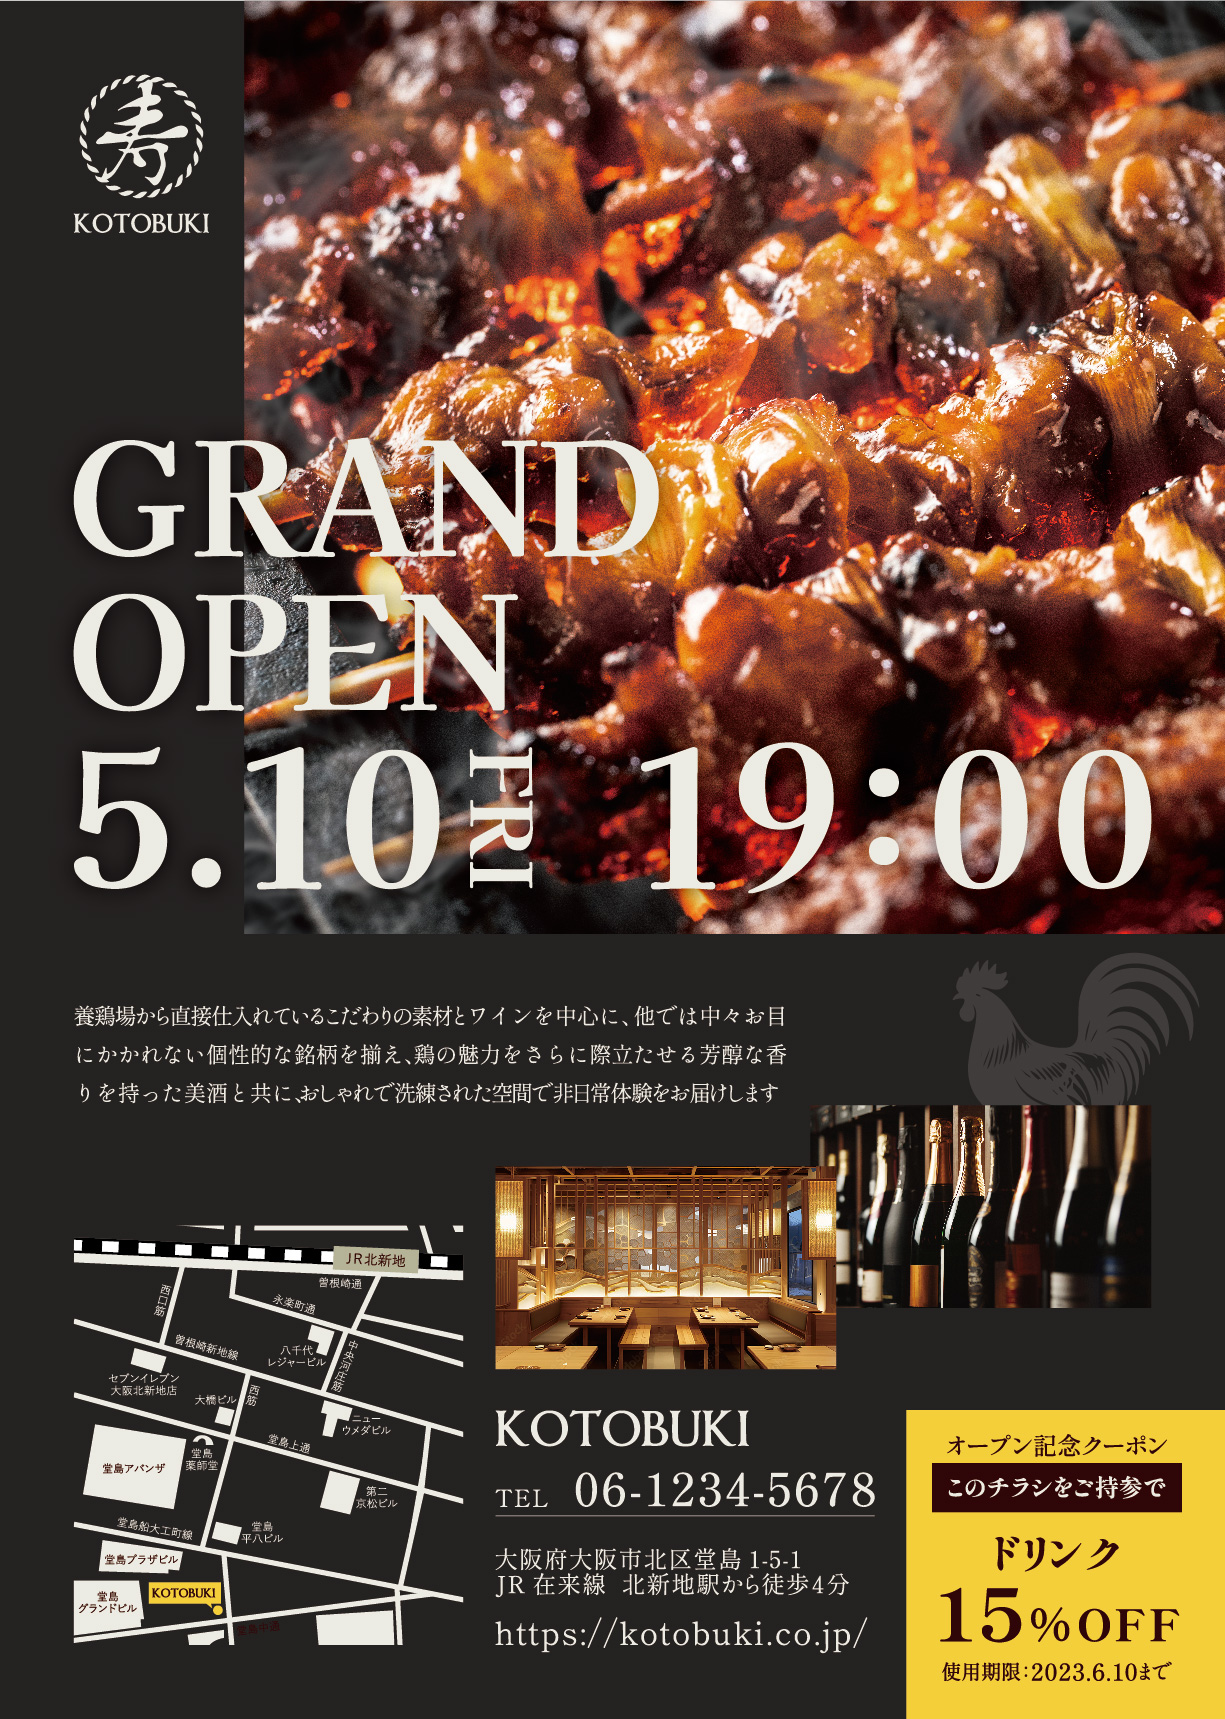 寿
KOTOBUKI
GRAND
OPEN
5.10 FRI 19:00
養鶏場から直接仕入れているこだわりの素材とワインを中心に、他では中々お目
にかかれない個性的な銘柄を揃え、鶏の魅力をさらに際立たせる芳醇な香
りを持った美酒と共に、おしゃれで洗練された空間で非日常体験をお届けします
JR北新地
曽根崎通
西口筋
永楽町通
曽根崎新地線
八千代
レジャービル
中央河庄筋
セブンイレブン
大阪北新地店
大橋ビル
西筋
ニュー
ウメダビル
堂島上通
堂島
薬師堂
堂島アバンザ
第二
京松ビル
堂島船大工町線
堂島
平八ビル
堂島プラザビル
KOTOBUKI
堂島
グランドビル
堂島中通
KOTOBUKI
TEL 06-1234-5678
大阪府大阪市北区堂島 1-5-1
JR 在来線 北新地駅から徒歩4分
https://kotobuki.co.jp/
オープン記念クーポン
このチラシをご持参で
ドリンク
15%OFF
使用期限:2023.6.10まで